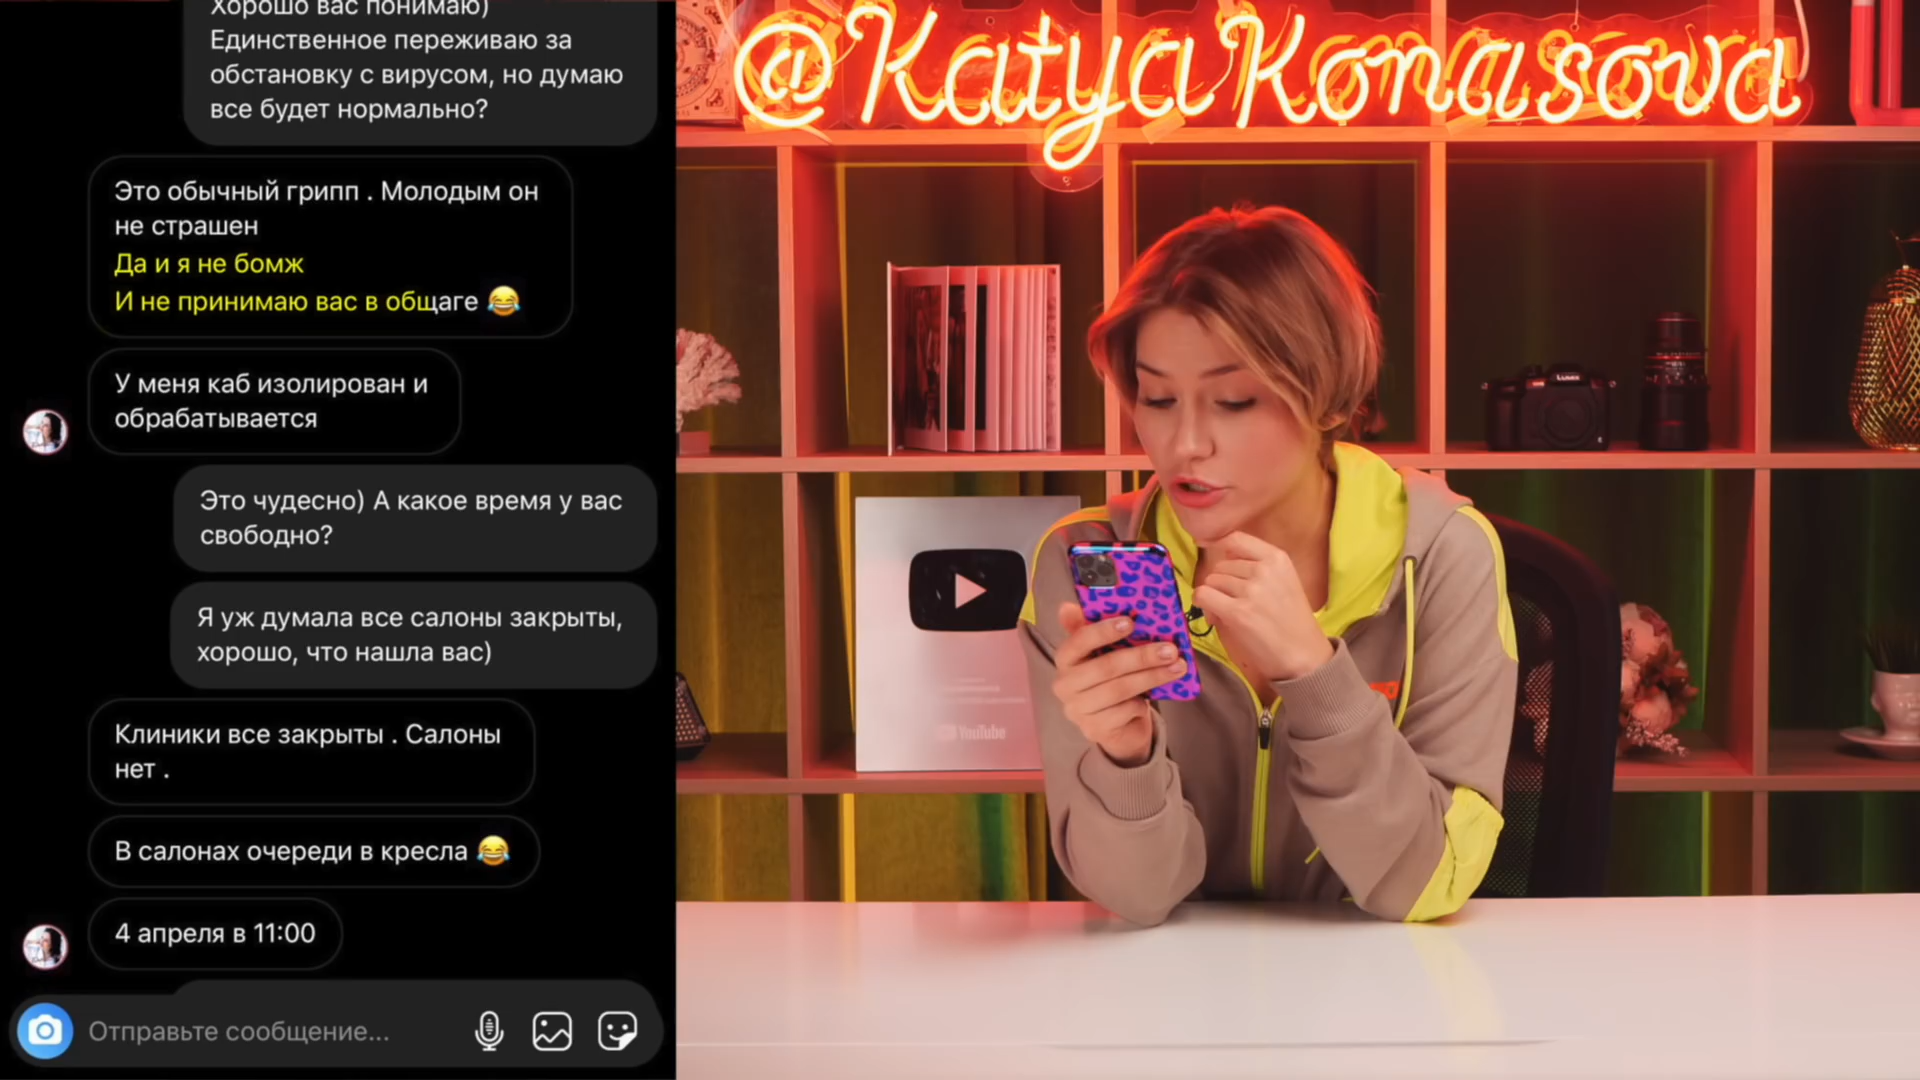 Хорошо вас понимаю)
Единственное переживаю за
обстановку с вирусом, но думаю
все будет нормально?
Это обычный грипп . Молодым он
не страшен
Да и я не бомж
И не принимаю вас в общаге 😂
У меня каб изолирован и
обрабатывается
Это чудесно) А какое время у вас
свободно?
Я уж думала все салоны закрыты,
хорошо, что нашла вас)
Клиники все закрыты . Салоны
нет .
В салонах очереди в кресла 😂
4 апреля в 11:00
Отправьте сообщение...
@KatyaKonasova
LUMIX
YouTube